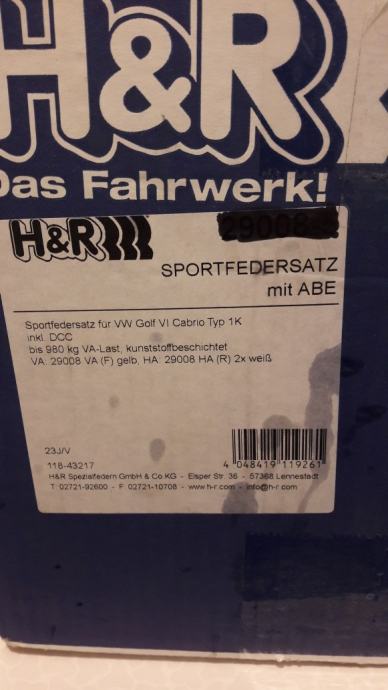 H&R
Das Fahrwerk!
H&R
SPORTFEDERSATZ
mit ABE
Sportfedersatz für VW Golf VI Cabrio Typ 1K
inkl. DCC
bis 980 kg VA-Last, kunststoffbeschichtet
VA: 29008 VA (F) gelb, HA: 29008 HA (R) 2x weiß
23J/V
118-43217
4 048419 119261
H&R Spezialfedern GmbH & Co KG - Elsper Str. 36 - 57368 Lennestadt
T: 02721-92600 - F 02721-10708 - www.h-r.com - info@h-r.com